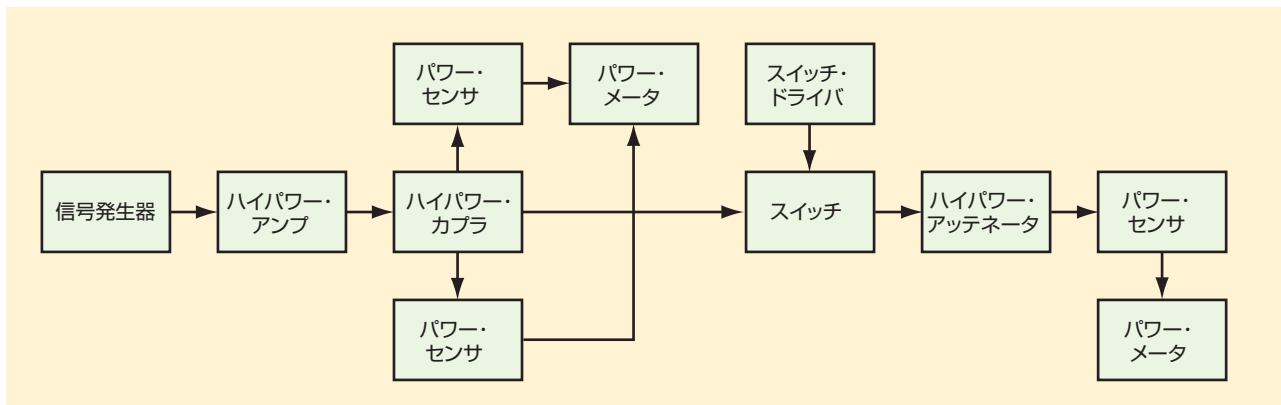 パワー・
センサ
パワー・
メータ
スイッチ・
ドライバ
信号発生器
ハイパワー・
アンプ
ハイパワー・
カプラ
スイッチ
ハイパワー・
アッテネータ
パワー・
センサ
パワー・
センサ
パワー・
メータ